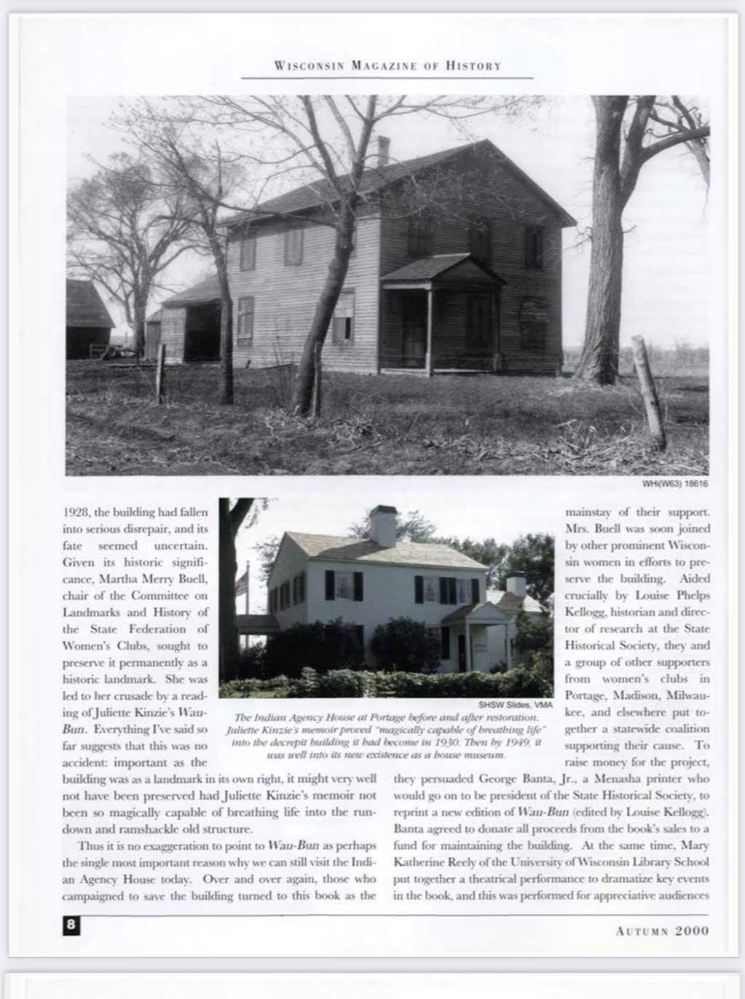 WISCONSIN MAGAZINE OF HISTORY
WHi(W63) 18616
1928, the building had fallen
into serious disrepair, and its
fate seemed uncertain.
Given its historic signifi-
cance, Martha Merry Buell,
chair of the Committee on
Landmarks and History of
the State Federation of
Women's Clubs, sought to
preserve it permanently as a
historic landmark. She was
led to her crusade by a read-
ing of Juliette Kinzie's Wau-
Bun. Everything I've said so
far suggests that this was no
accident: important as the
building was as a landmark in its own right, it might very well
not have been preserved had Juliette Kinzie's memoir not
been so magically capable of breathing life into the run-
down and ramshackle old structure.
Thus it is no exaggeration to point to Wau-Bun as perhaps
the single most important reason why we can still visit the Indi-
an Agency House today. Over and over again, those who
campaigned to save the building turned to this book as the
SHSW Slides, VMA
The Indian Agency House at Portage before and after restoration.
Juliette Kinzie's memoir proved "magically capable of breathing life"
into the decrepit building it had become in 1930. Then by 1949, it
was well into its new existence as a house museum.
mainstay of their support.
Mrs. Buell was soon joined
by other prominent Wiscon-
sin women in efforts to pre-
serve the building. Aided
crucially by Louise Phelps
Kellogg, historian and direc-
tor of research at the State
Historical Society, they and
a group of other supporters
from women's clubs in
Portage, Madison, Milwau-
kee, and elsewhere put to-
gether a statewide coalition
supporting their cause. To
raise money for the project,
they persuaded George Banta, Jr., a Menasha printer who
would go on to be president of the State Historical Society, to
reprint a new edition of Wau-Bun (edited by Louise Kellogg).
Banta agreed to donate all proceeds from the book's sales to a
fund for maintaining the building. At the same time, Mary
Katherine Reely of the University of Wisconsin Library School
put together a theatrical performance to dramatize key events
in the book, and this was performed for appreciative audiences
8
AUTUMN 2000